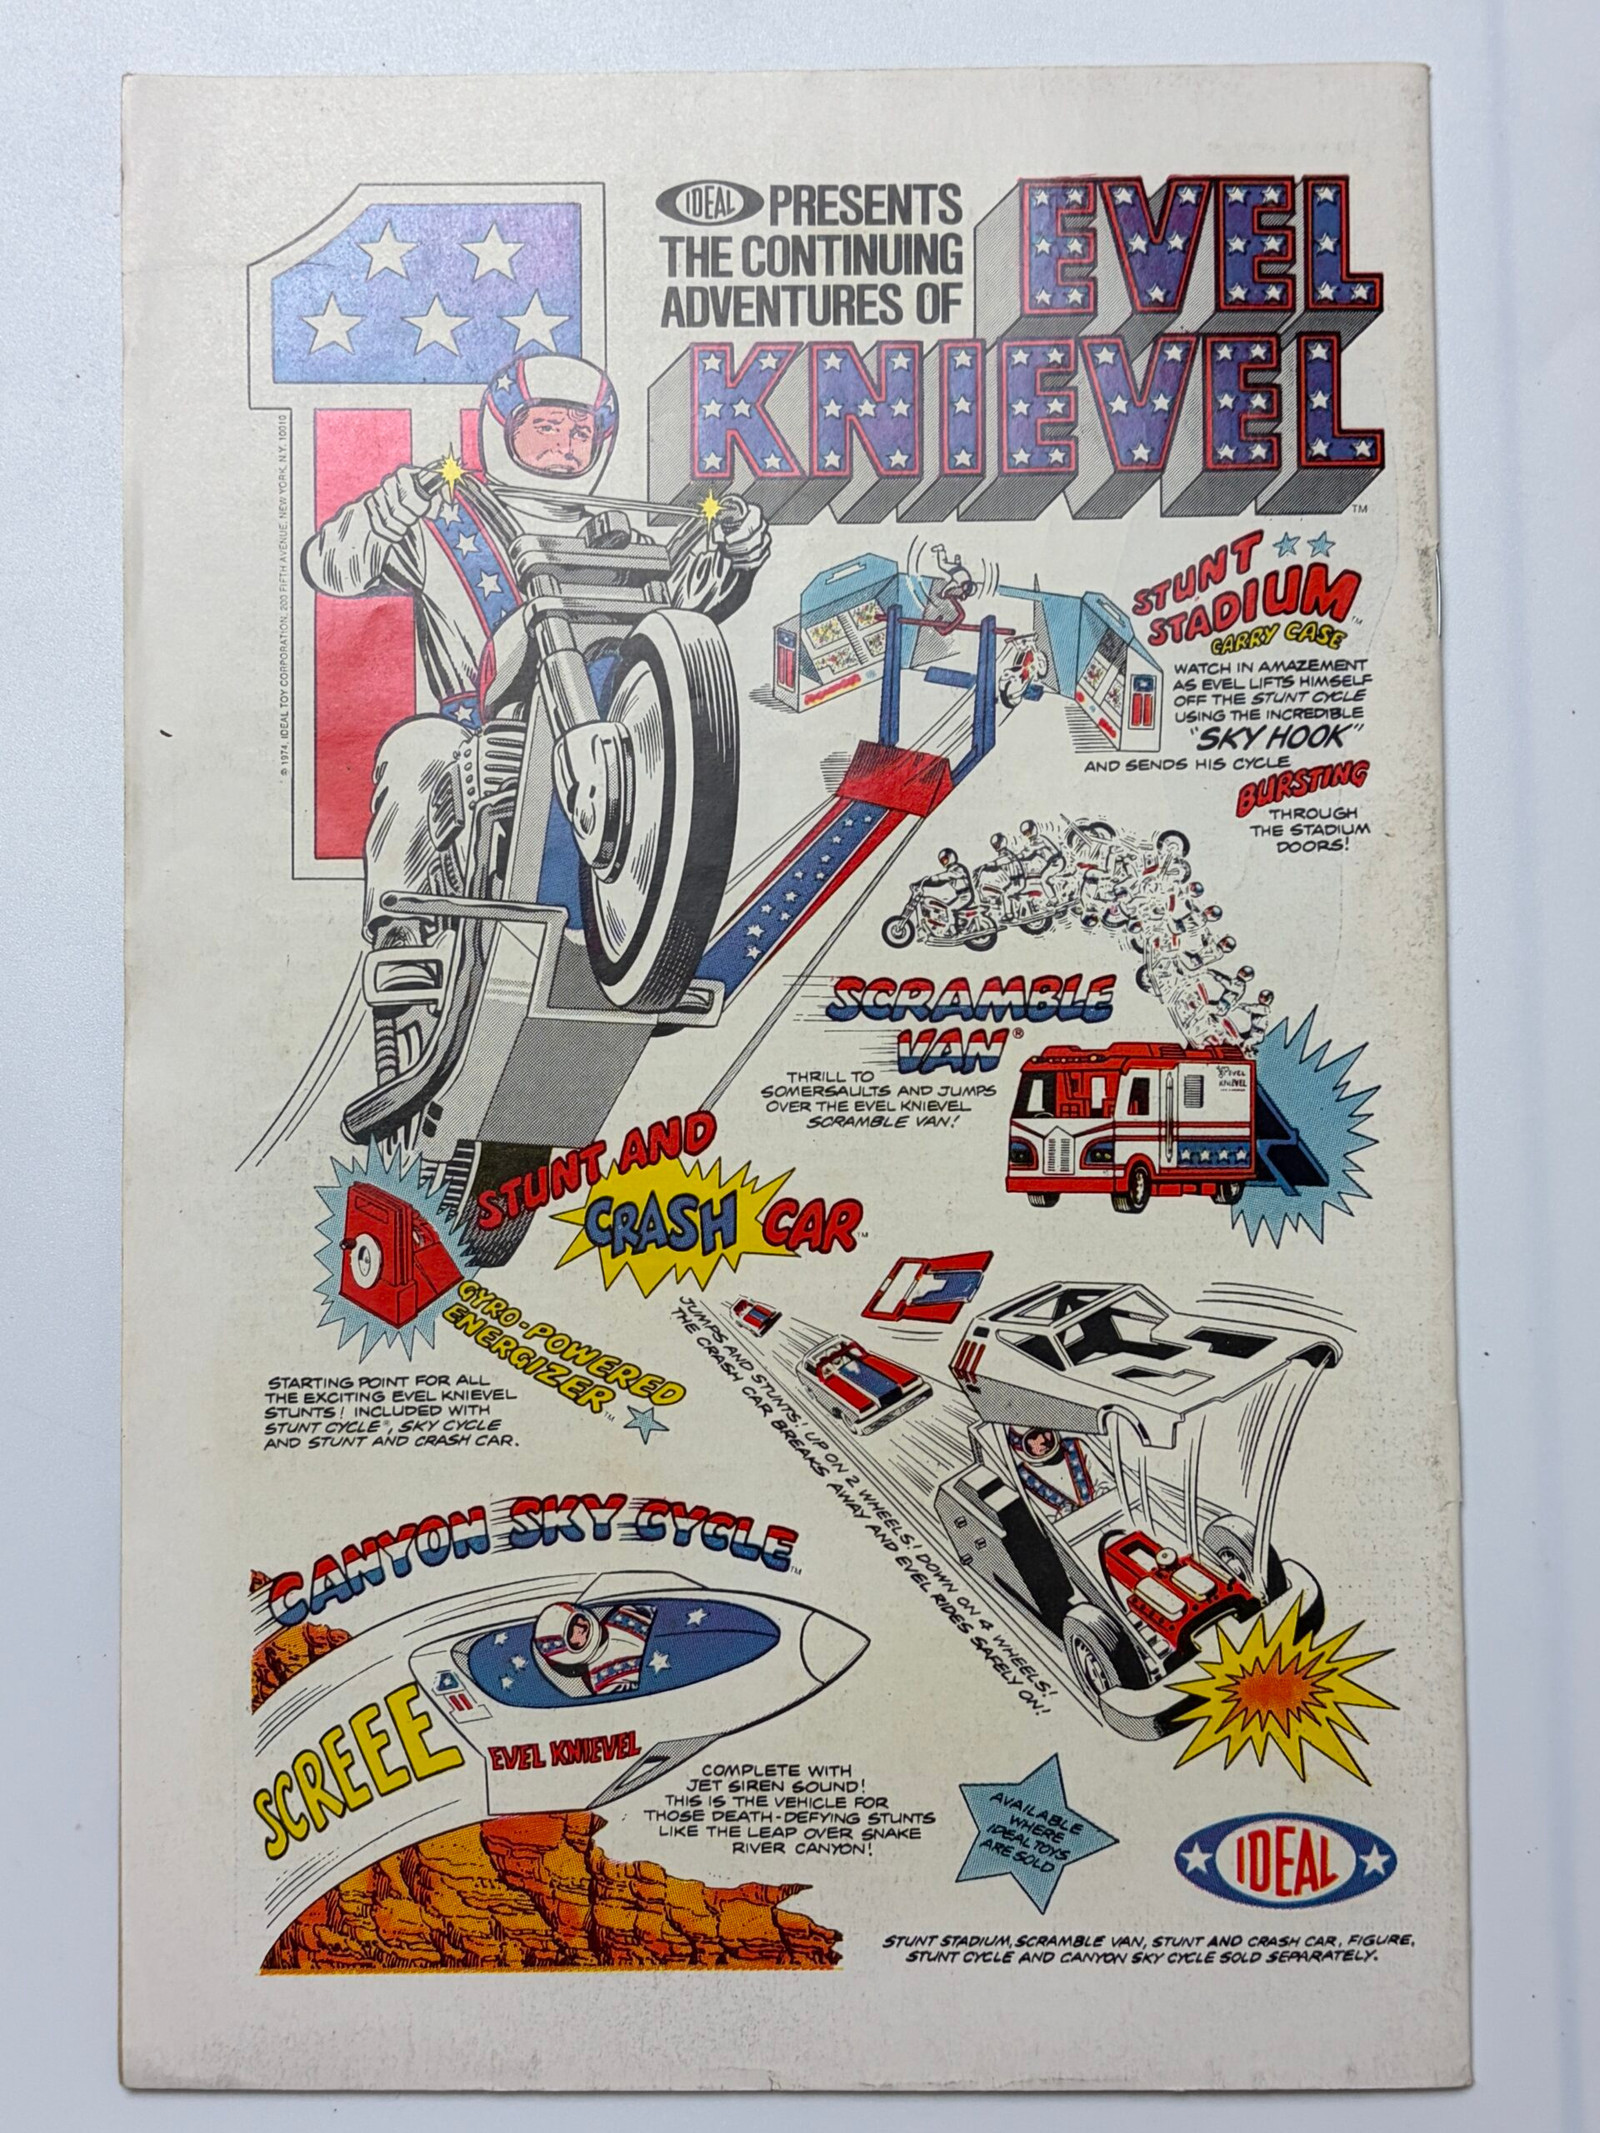 IDEAL PRESENTS
THE CONTINUING
ADVENTURES OF
EVEL
KNIEVEL™
© 1974, IDEAL TOY CORPORATION, 200 FIFTH AVENUE, NEW YORK, N.Y. 10010
STUNT
STADIUM™
CARRY CASE
WATCH IN AMAZEMENT
AS EVEL LIFTS HIMSELF
OFF THE STUNT CYCLE
USING THE INCREDIBLE
"SKY HOOK"
AND SENDS HIS CYCLE
BURSTING
THROUGH
THE STADIUM
DOORS!
SCRAMBLE
VAN®
THRILL TO
SOMERSAULTS AND JUMPS
OVER THE EVEL KNIEVEL
SCRAMBLE VAN!
EVEL
KNIEVEL
STUNT AND
CRASH CAR™
JUMPS AND STUNTS! UP ON 2 WHEELS! DOWN ON 4 WHEELS!
THE CRASH CAR BREAKS AWAY AND EVEL RIDES SAFELY ON!
GYRO-POWERED
ENERGIZER™
STARTING POINT FOR ALL
THE EXCITING EVEL KNIEVEL
STUNTS! INCLUDED WITH
STUNT CYCLE®, SKY CYCLE
AND STUNT AND CRASH CAR.
CANYON SKY CYCLE™
SCREEE
EVEL KNIEVEL
COMPLETE WITH
JET SIREN SOUND!
THIS IS THE VEHICLE FOR
THOSE DEATH-DEFYING STUNTS
LIKE THE LEAP OVER SNAKE
RIVER CANYON!
AVAILABLE
WHERE
IDEAL TOYS
ARE SOLD
IDEAL
STUNT STADIUM, SCRAMBLE VAN, STUNT AND CRASH CAR, FIGURE,
STUNT CYCLE AND CANYON SKY CYCLE SOLD SEPARATELY.